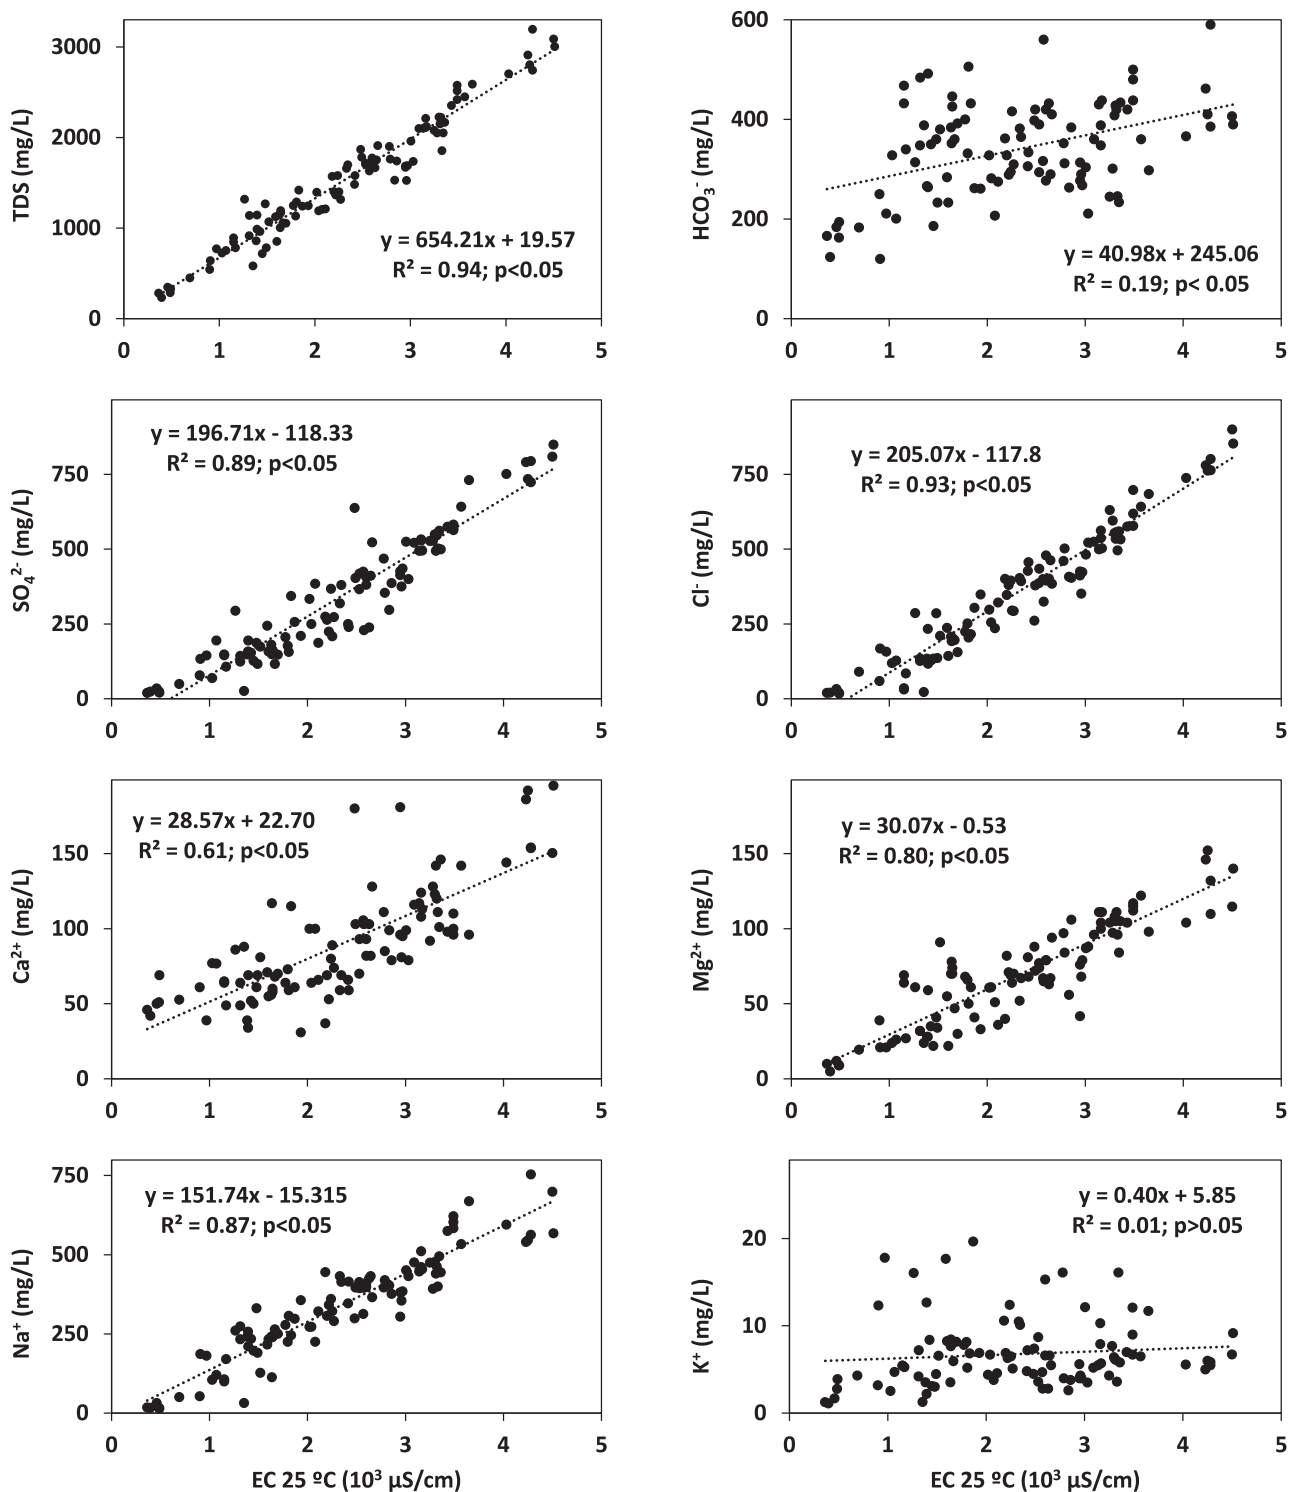 TDS (mg/L)
3000
2000
1000
0
y = 654.21x + 19.57
R² = 0.94; p<0.05
0 1 2 3 4 5
HCO₃⁻ (mg/L)
600
400
200
0
y = 40.98x + 245.06
R² = 0.19; p< 0.05
0 1 2 3 4 5
SO₄²⁻ (mg/L)
y = 196.71x - 118.33
R² = 0.89; p<0.05
750
500
250
0
0 1 2 3 4 5
Cl⁻ (mg/L)
y = 205.07x - 117.8
R² = 0.93; p<0.05
750
500
250
0
0 1 2 3 4 5
Ca²⁺ (mg/L)
y = 28.57x + 22.70
R² = 0.61; p<0.05
150
100
50
0
0 1 2 3 4 5
Mg²⁺ (mg/L)
y = 30.07x - 0.53
R² = 0.80; p<0.05
150
100
50
0
0 1 2 3 4 5
Na⁺ (mg/L)
750
y = 151.74x - 15.315
R² = 0.87; p<0.05
500
250
0
0 1 2 3 4 5
EC 25 ºC (10³ µS/cm)
K⁺ (mg/L)
y = 0.40x + 5.85
R² = 0.01; p>0.05
20
10
0
0 1 2 3 4 5
EC 25 ºC (10³ µS/cm)